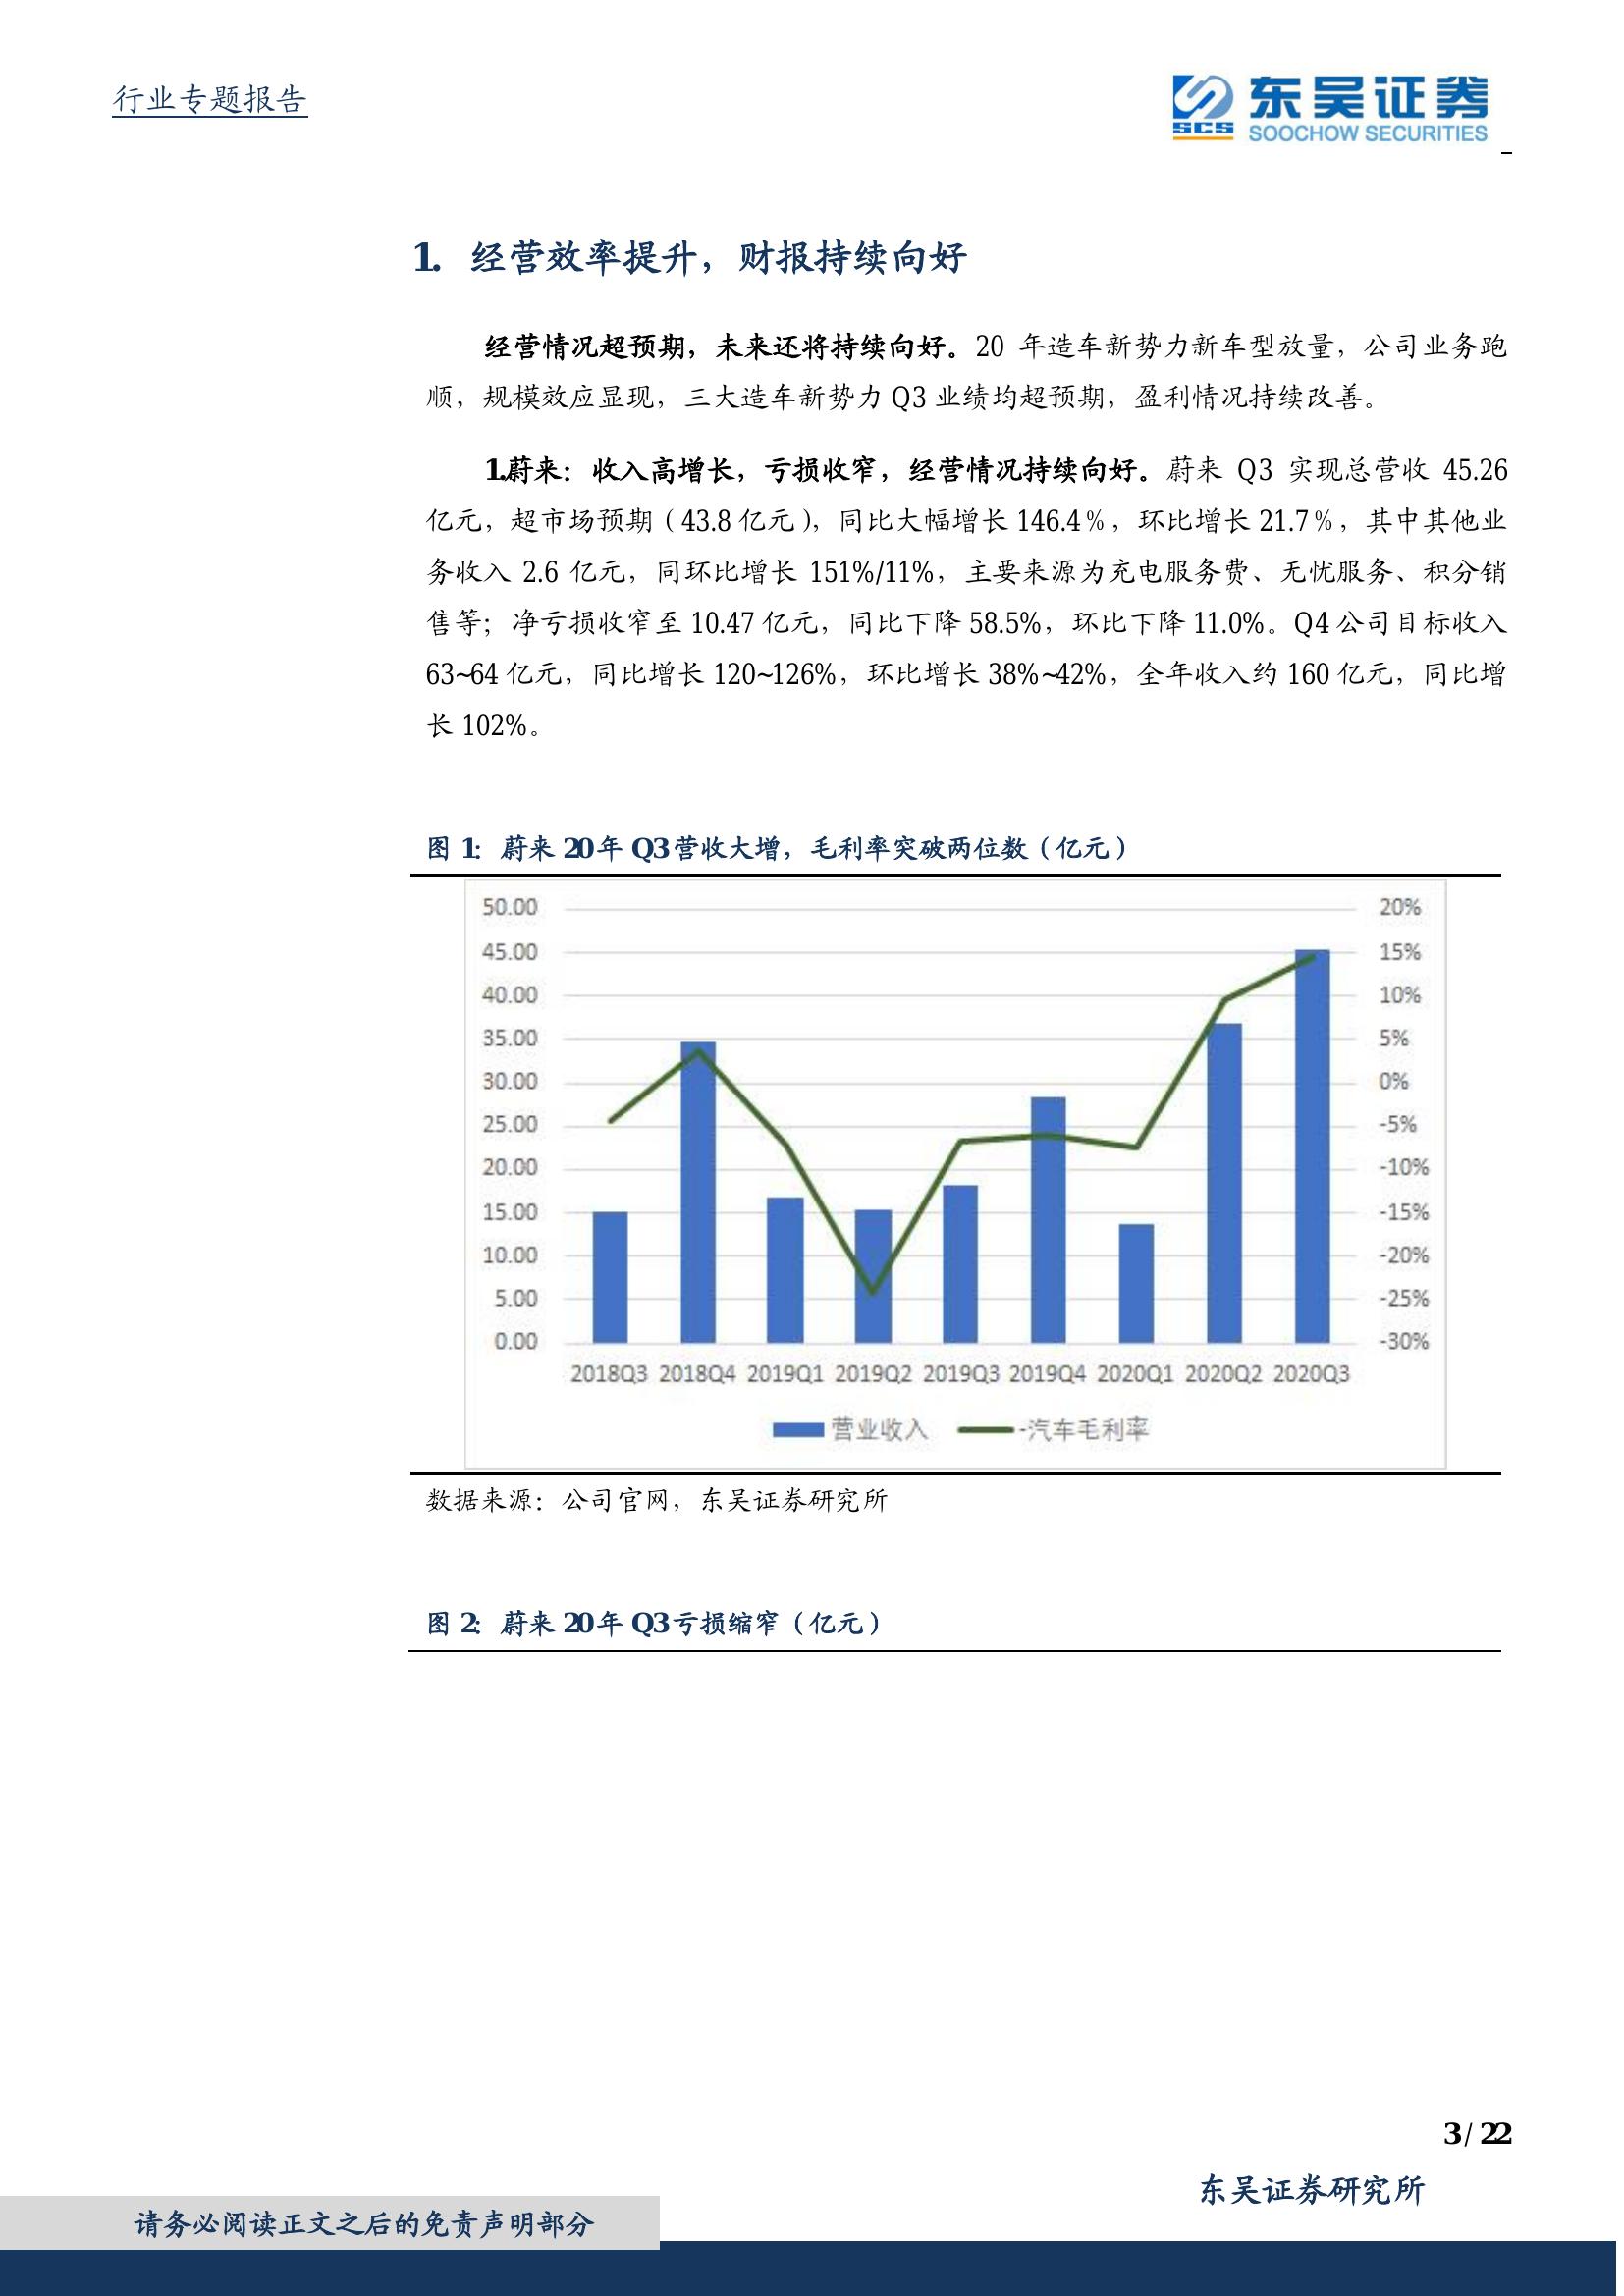 行业专题报告
东吴证券
SCS
SOOCHOW SECURITIES
1. 经营效率提升，财报持续向好
经营情况超预期，未来还将持续向好。20 年造车新势力新车型放量，公司业务跑
顺，规模效应显现，三大造车新势力 Q3 业绩均超预期，盈利情况持续改善。
1.蔚来：收入高增长，亏损收窄，经营情况持续向好。蔚来 Q3 实现总营收 45.26
亿元，超市场预期（43.8 亿元），同比大幅增长 146.4％，环比增长 21.7％，其中其他业
务收入 2.6 亿元，同环比增长 151%/11%，主要来源为充电服务费、无忧服务、积分销
售等；净亏损收窄至 10.47 亿元，同比下降 58.5%，环比下降 11.0%。Q4 公司目标收入
63~64 亿元，同比增长 120~126%，环比增长 38%~42%，全年收入约 160 亿元，同比增
长 102%。
图 1：蔚来 20 年 Q3 营收大增，毛利率突破两位数（亿元）
50.00 20%
45.00 15%
40.00 10%
35.00 5%
30.00 0%
25.00 -5%
20.00 -10%
15.00 -15%
10.00 -20%
5.00 -25%
0.00 -30%
2018Q3 2018Q4 2019Q1 2019Q2 2019Q3 2019Q4 2020Q1 2020Q2 2020Q3
营业收入 -汽车毛利率
数据来源：公司官网，东吴证券研究所
图 2：蔚来 20 年 Q3 亏损缩窄（亿元）
3 / 22
东吴证券研究所
请务必阅读正文之后的免责声明部分